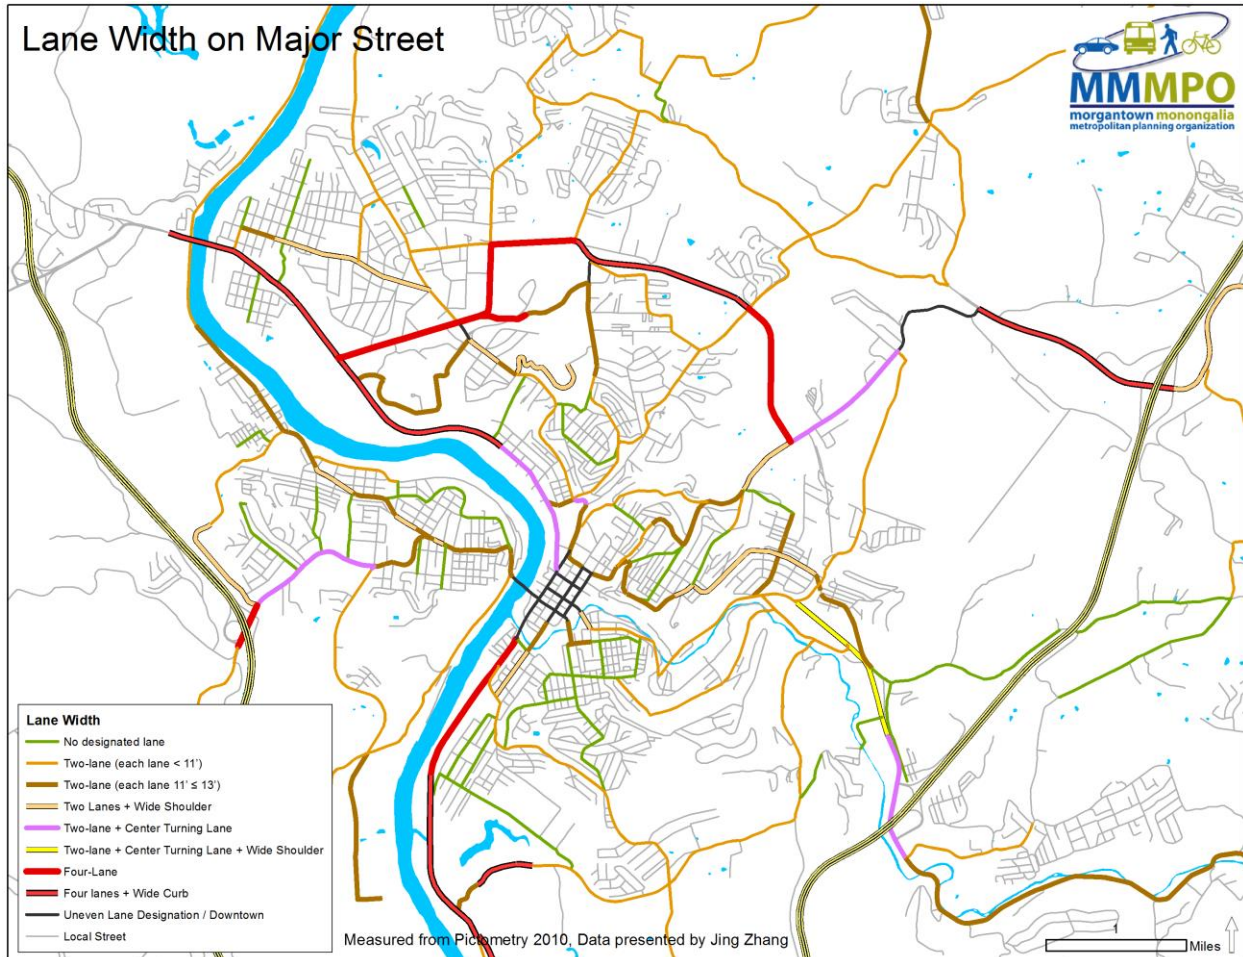 Lane Width on Major Street
MMMPO
morgantown monongalia
metropolitan planning organization
Lane Width
No designated lane
Two-lane (each lane < 11')
Two-lane (each lane 11' ≤ 13')
Two Lanes + Wide Shoulder
Two-lane + Center Turning Lane
Two-lane + Center Turning Lane + Wide Shoulder
Four-Lane
Four lanes + Wide Curb
Uneven Lane Designation / Downtown
Local Street
Measured from Pictometry 2010, Data presented by Jing Zhang
1
Miles